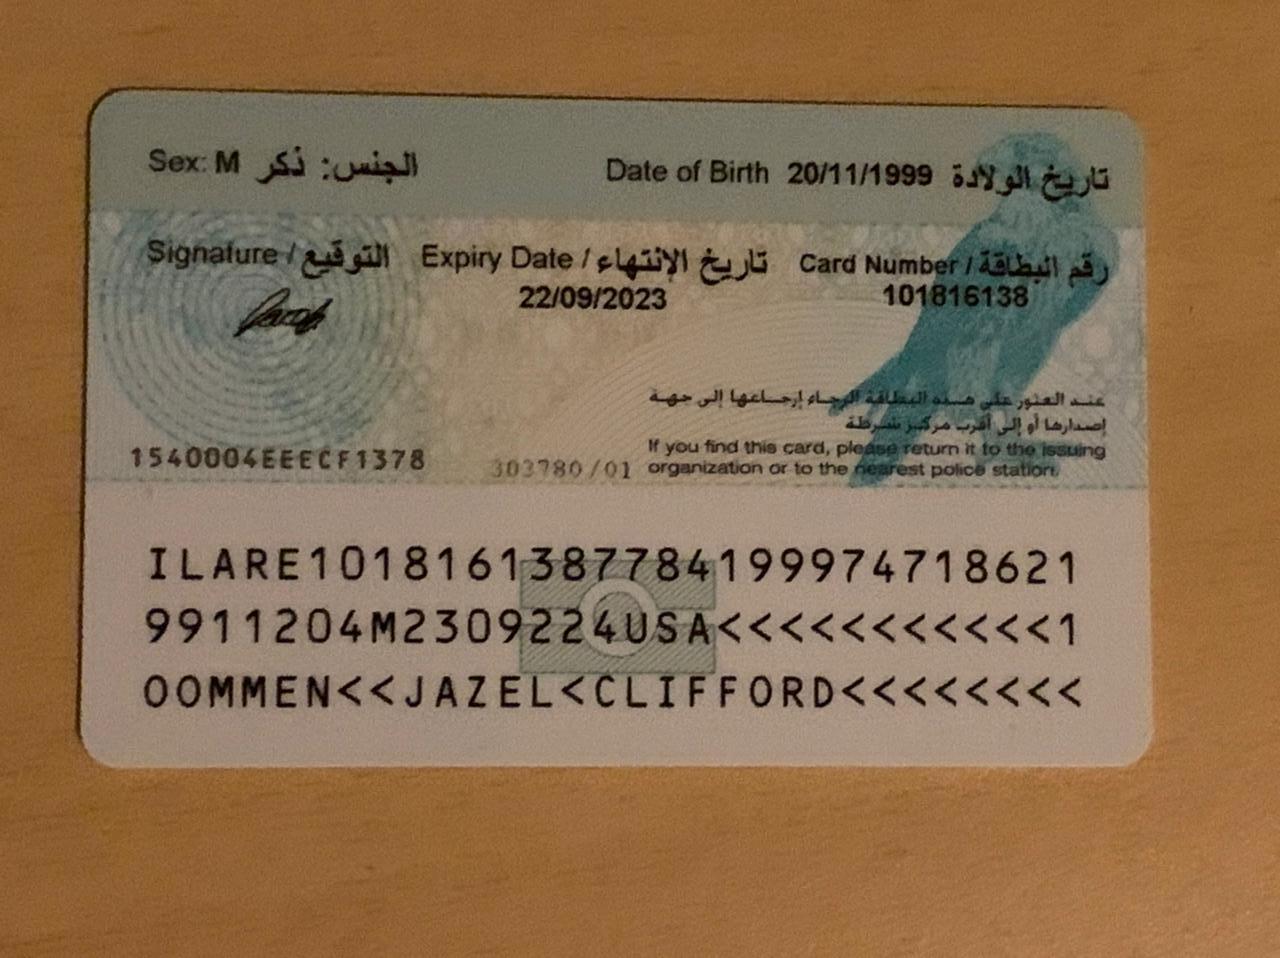 Sex: M الجنس: ذكر
Date of Birth 20/11/1999 تاريخ الولادة
Signature / التوقيع
Expiry Date / تاريخ الإنتهاء
22/09/2023
Card Number / رقم البطاقة
101816138
عند العثور على هذه البطاقة الرجاء إرجاعها إلى جهة
إصدارها أو إلى أقرب مركز شرطة
If you find this card, please return it to the issuing
organization or to the nearest police station.
1540004EEECF1378
303780/01
ILARE1018161387784199974718621
9911204M2309224USA<<<<<<<<<<<1
OOMMEN<<JAZEL<CLIFFORD<<<<<<<<